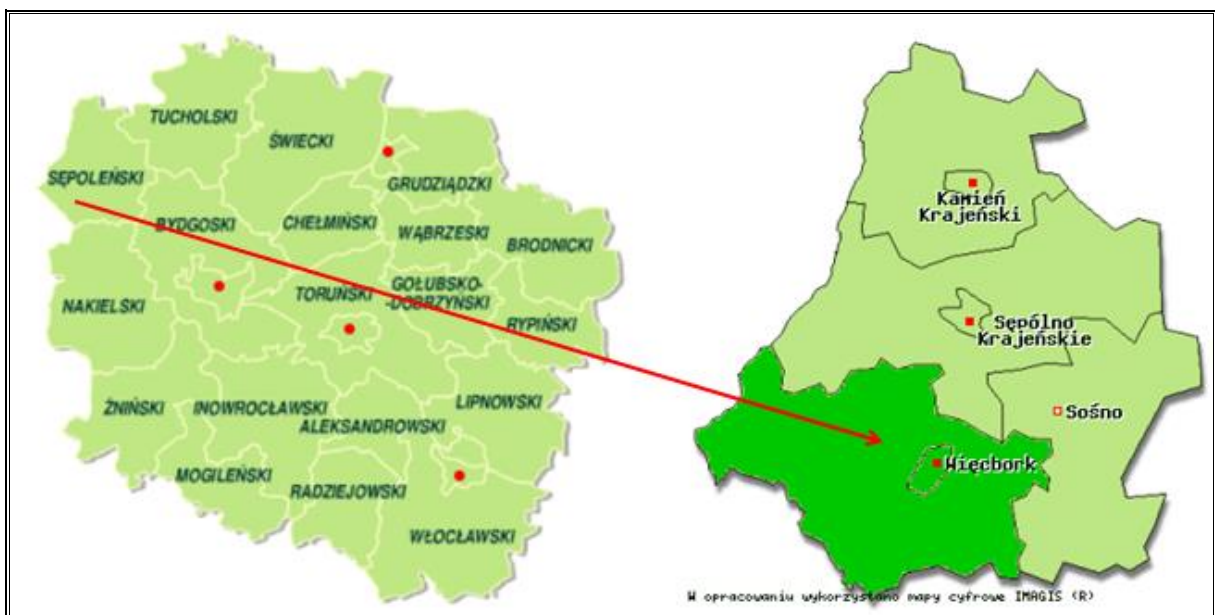 TUCHOLSKI
ŚWIECKI
SĘPOLEŃSKI
GRUDZIĄDZKI
BYDGOSKI
CHEŁMIŃSKI
WĄBRZESKI
BRODNICKI
NAKIELSKI
TORUŃSKI
GOŁUBSKO-
-DOBRZYŃSKI
RYPIŃSKI
ŻNIŃSKI
INOWROCŁAWSKI
LIPNOWSKI
ALEKSANDROWSKI
MOGILEŃSKI
RADZIEJOWSKI
WŁOCŁAWSKI
Kamień
Krajeński
Sępólno
Krajeńskie
Sośno
Więcbork
W opracowaniu wykorzystano mapy cyfrowe IMAGIS (R)